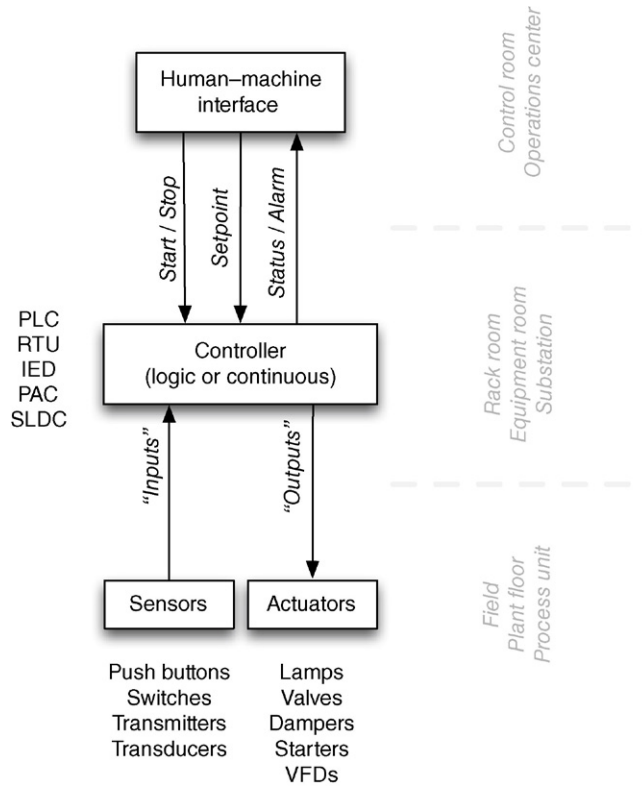 Human–machine
interface
Control room
Operations center
Start / Stop
Setpoint
Status / Alarm
PLC
RTU
IED
PAC
SLDC
Controller
(logic or continuous)
Rack room
Equipment room
Substation
“Inputs”
“Outputs”
Sensors
Actuators
Field
Plant floor
Process unit
Push buttons
Switches
Transmitters
Transducers
Lamps
Valves
Dampers
Starters
VFDs